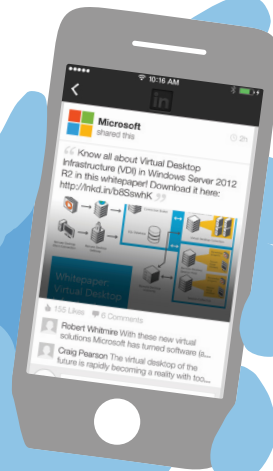 10:16 AM
in
Microsoft
shared this
2h
Know all about Virtual Desktop
Infrastructure (VDI) in Windows Server 2012
R2 in this whitepaper! Download it here:
http://lnkd.in/b8SswhK
Whitepaper:
Virtual Desktop
155 Likes 6 Comments
Robert Whitmire With these new virtual
solutions Microsoft has turned software (s...
Craig Pearson The virtual desktop of the
future is rapidly becoming a reality with too...